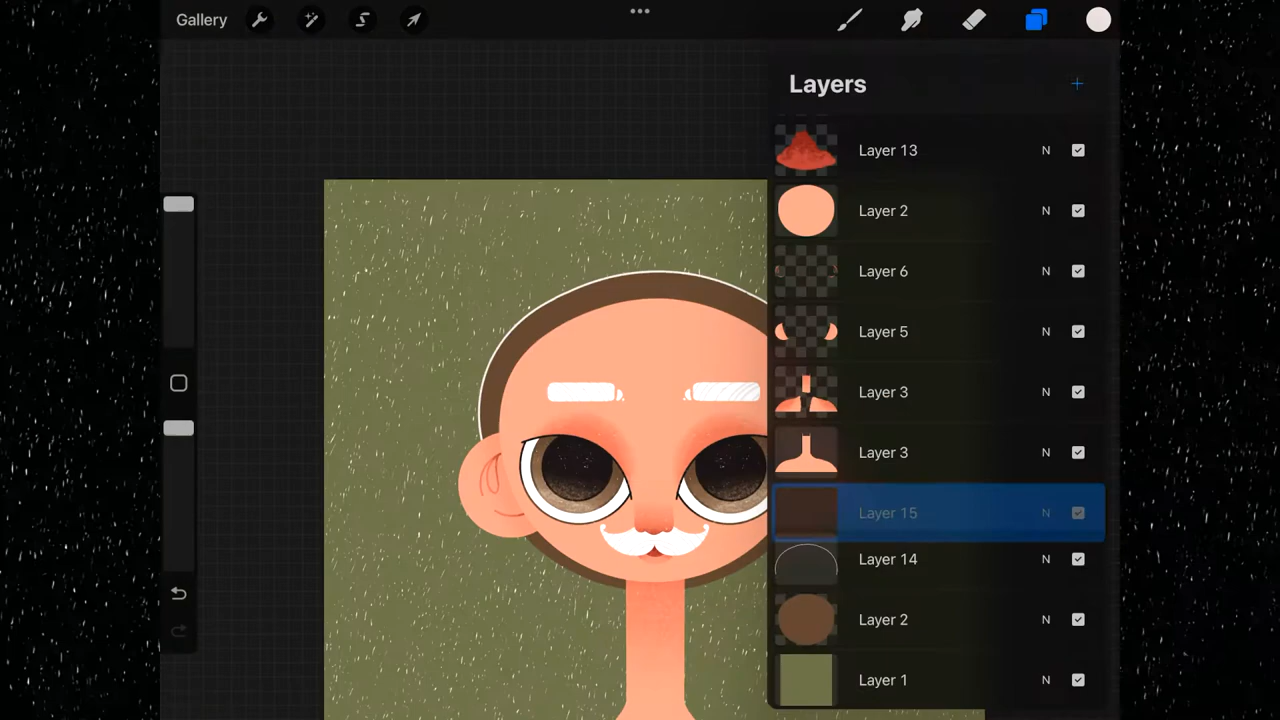 Gallery
Layers
Layer 13 N
Layer 2 N
Layer 6 N
Layer 5 N
Layer 3 N
Layer 3 N
Layer 15 N
Layer 14 N
Layer 2 N
Layer 1 N